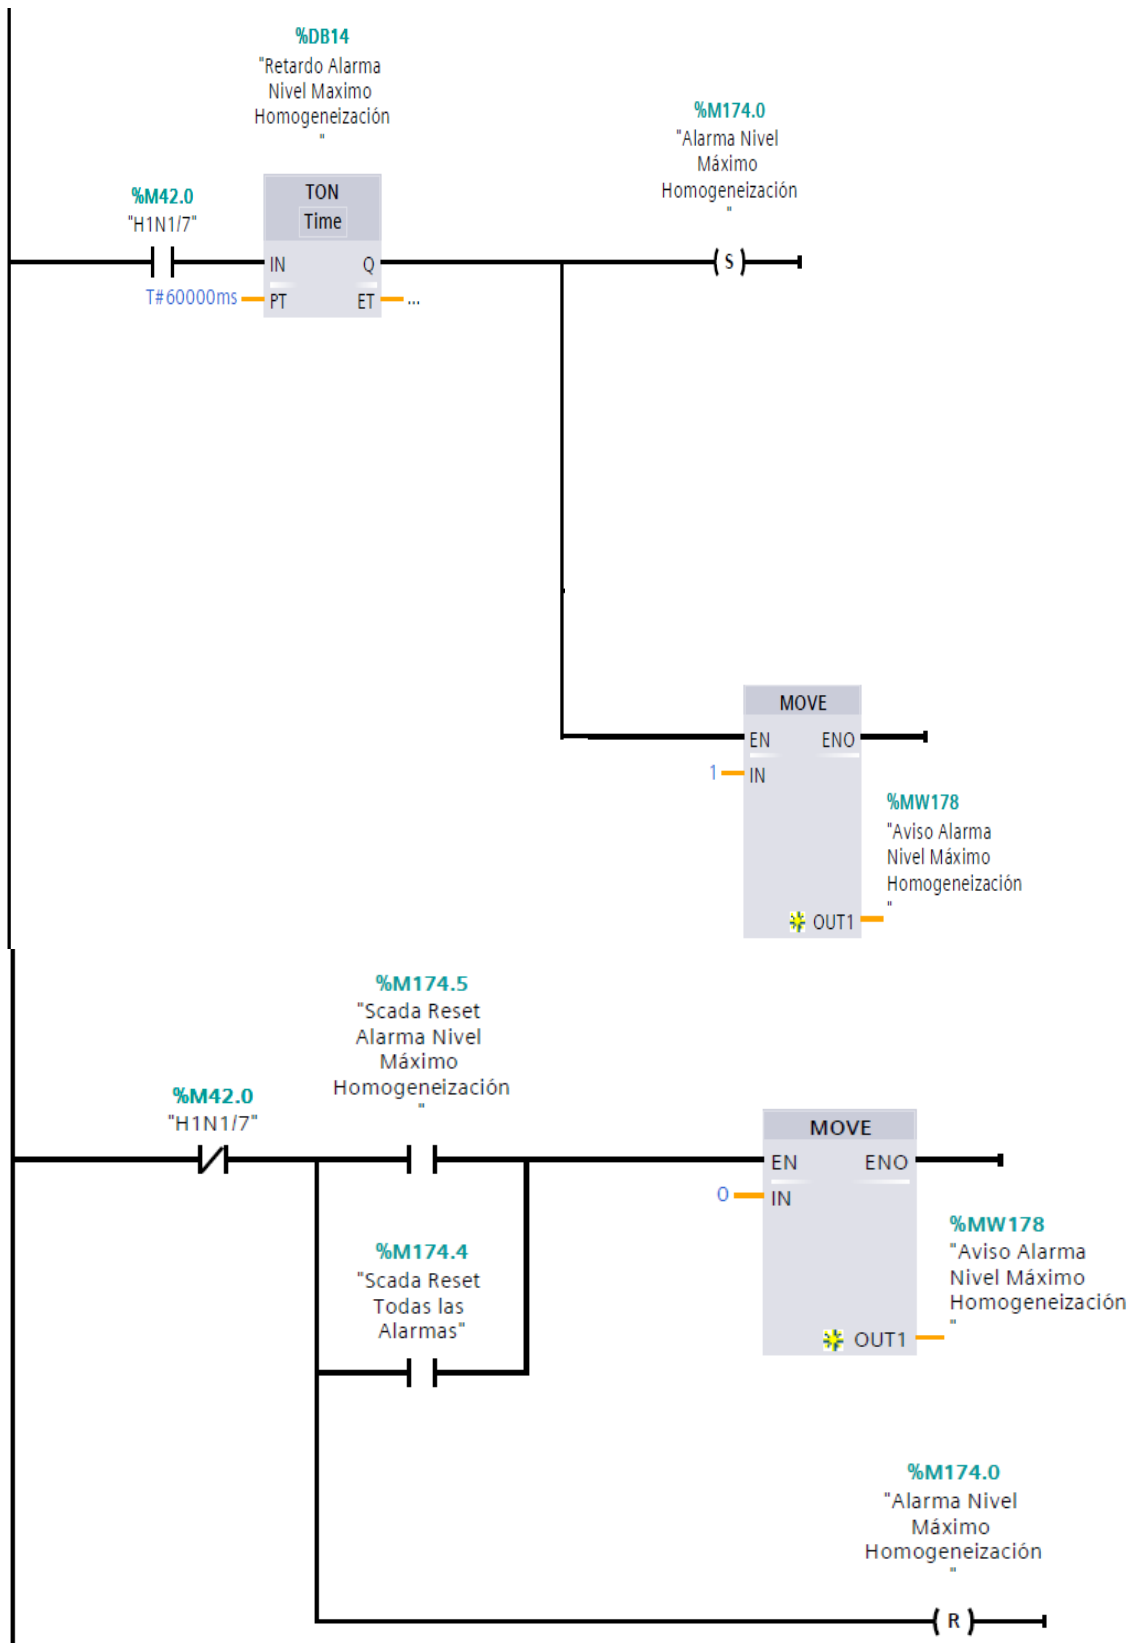 %DB14
"Retardo Alarma
Nivel Maximo
Homogeneización
"
%M174.0
"Alarma Nivel
Máximo
Homogeneización
"
%M42.0
"H1N1/7"
TON
Time
IN Q
T#60000ms PT ET ...
( S )
MOVE
EN ENO
1 IN
%MW178
"Aviso Alarma
Nivel Máximo
Homogeneización
"
OUT1
%M174.5
"Scada Reset
Alarma Nivel
Máximo
Homogeneización
"
%M42.0
"H1N1/7"
MOVE
EN ENO
0 IN
%MW178
"Aviso Alarma
Nivel Máximo
Homogeneización
"
OUT1
%M174.4
"Scada Reset
Todas las
Alarmas"
%M174.0
"Alarma Nivel
Máximo
Homogeneización
"
( R )